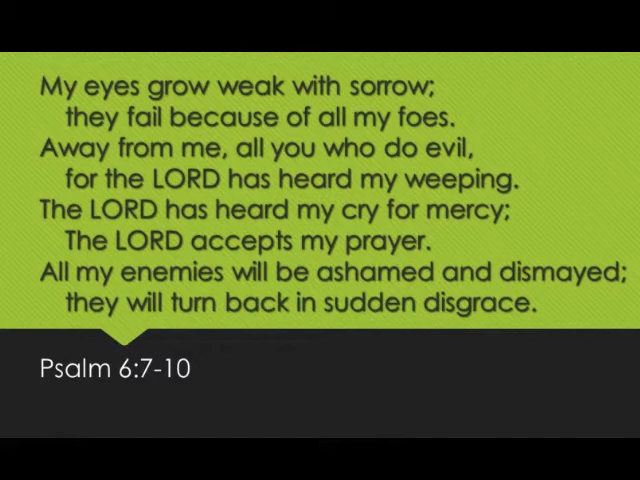 My eyes grow weak with sorrow;
they fail because of all my foes.
Away from me, all you who do evil,
for the LORD has heard my weeping.
The LORD has heard my cry for mercy;
The LORD accepts my prayer.
All my enemies will be ashamed and dismayed;
they will turn back in sudden disgrace.
Psalm 6:7-10